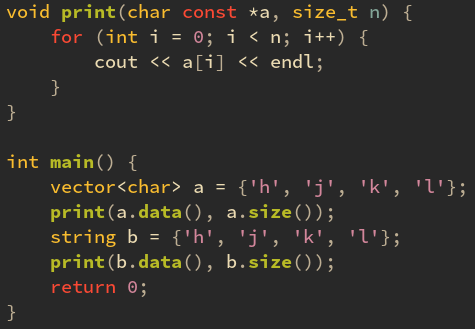 void print(char const *a, size_t n) {
    for (int i = 0; i < n; i++) {
        cout << a[i] << endl;
    }
}

int main() {
    vector<char> a = {'h', 'j', 'k', 'l'};
    print(a.data(), a.size());
    string b = {'h', 'j', 'k', 'l'};
    print(b.data(), b.size());
    return 0;
}